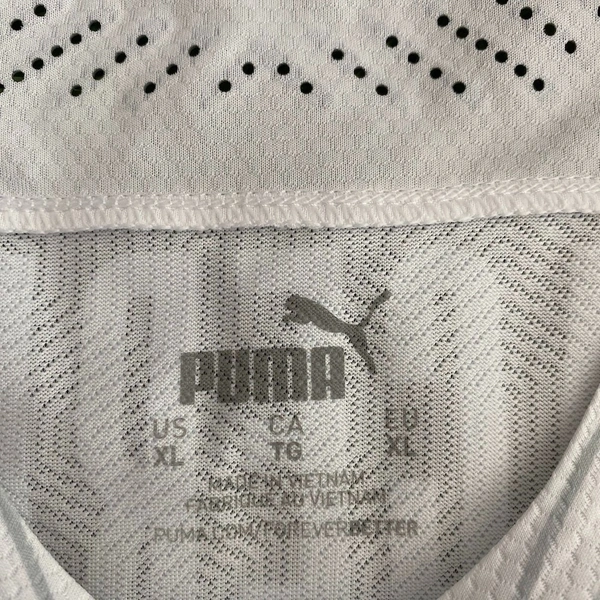 PUMA
US CA EU
XL TG XL
MADE IN VIETNAM
FABRIQUÉ AU VIETNAM
PUMA.COM/FOREVERBETTER